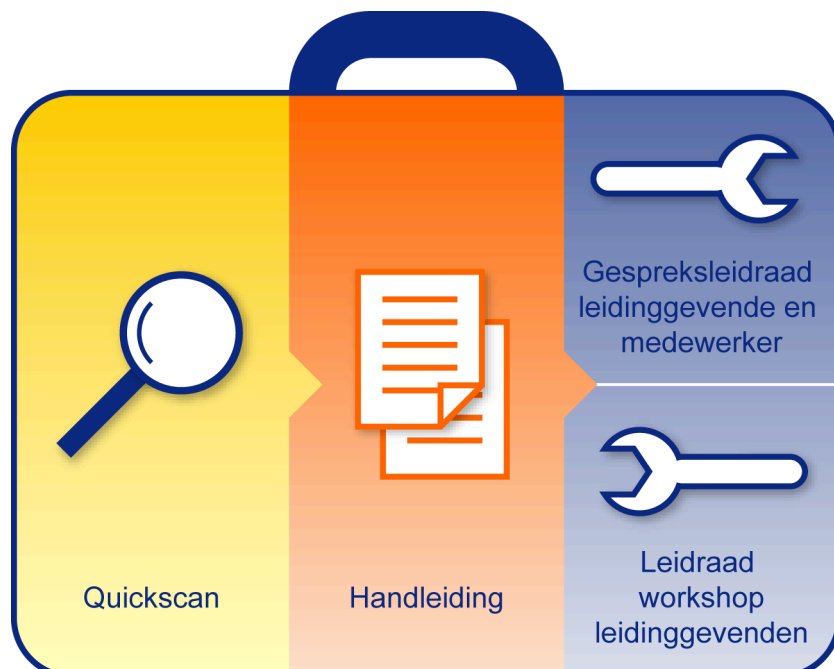 Quickscan
Handleiding
Gespreksleidraad
leidinggevende en
medewerker
Leidraad
workshop
leidinggevenden